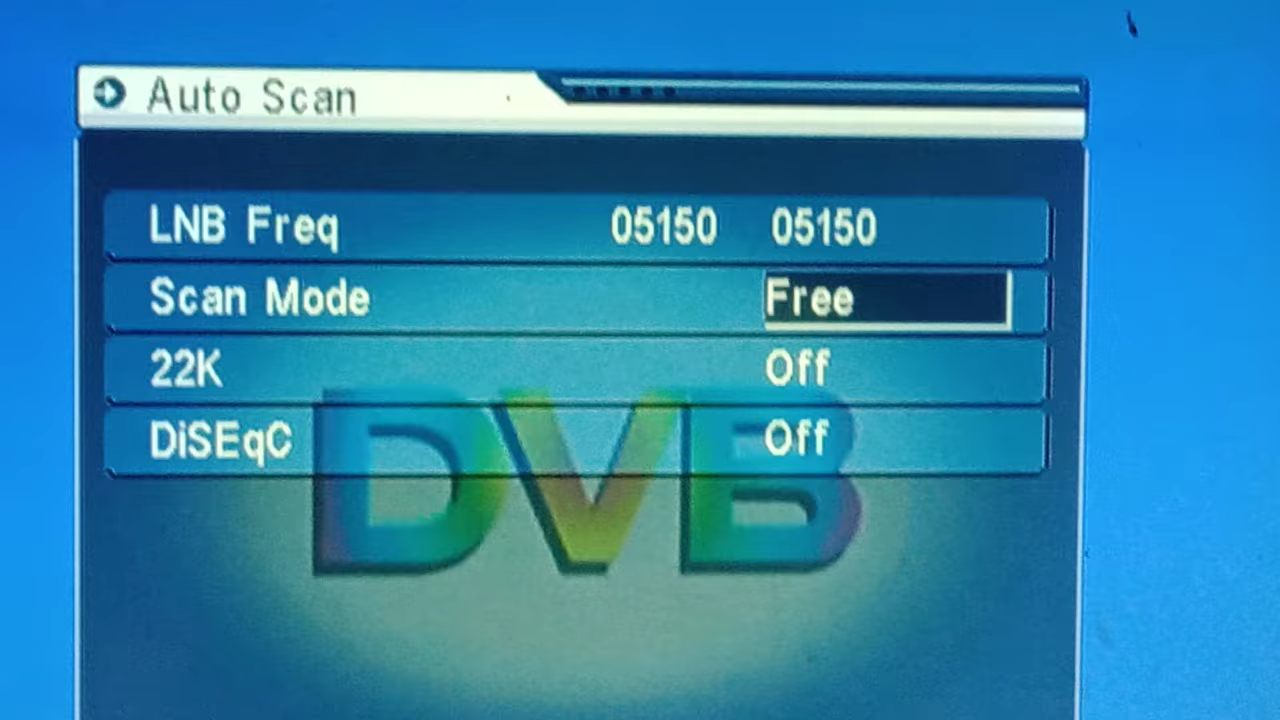 Auto Scan
LNB Freq 05150 05150
Scan Mode Free
22K Off
DiSEqC Off
DVB